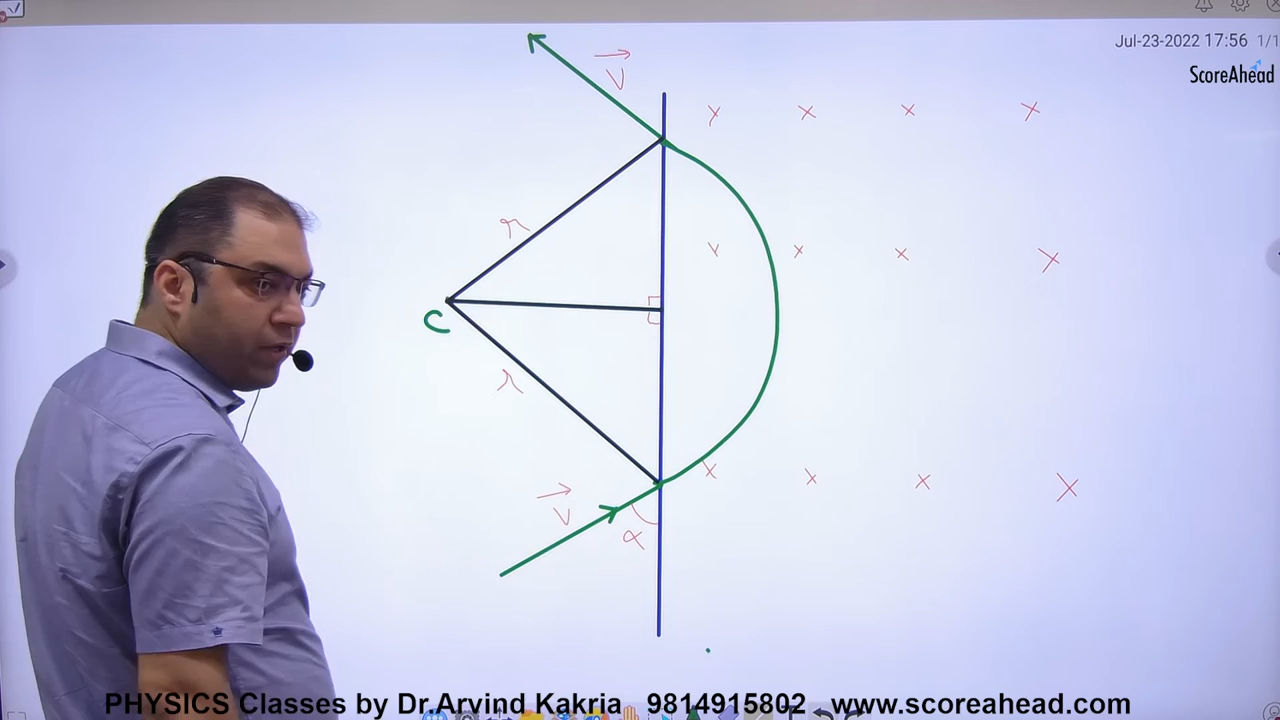 Jul-23-2022 17:56 1/1
ScoreAhead
V
x x x x
r
x x x x
C
r
x x x x
V
α
PHYSICS Classes by Dr.Arvind Kakria 9814915802 www.scoreahead.com